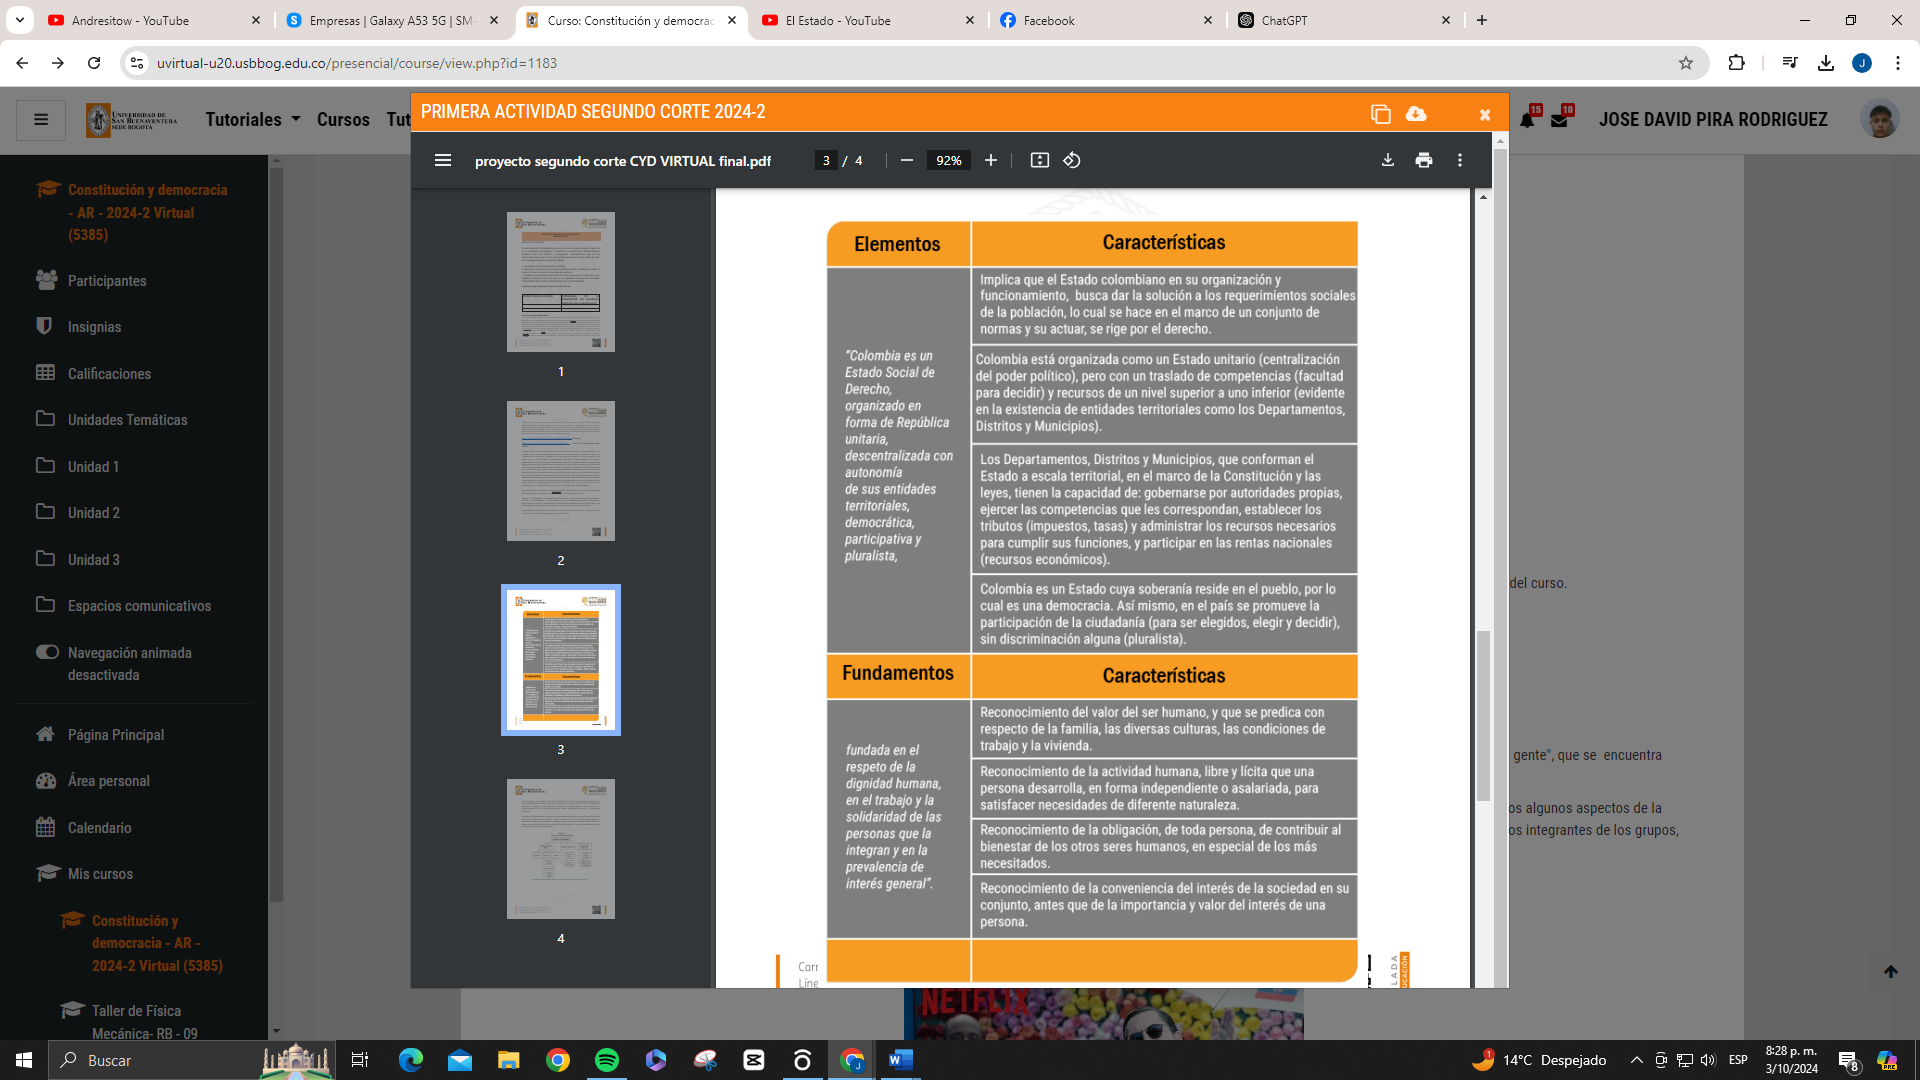 Andresitow - YouTube
Empresas | Galaxy A53 5G | SM-
Curso: Constitución y democrac
El Estado - YouTube
Facebook
ChatGPT
uvirtual-u20.usbbog.edu.co/presencial/course/view.php?id=1183
J
UNIVERSIDAD DE
SAN BUENAVENTURA
SEDE BOGOTÁ
Tutoriales
Cursos
Tut
15
10
JOSE DAVID PIRA RODRIGUEZ
Constitución y democracia
- AR - 2024-2 Virtual
(5385)
Participantes
Insignias
Calificaciones
Unidades Temáticas
Unidad 1
Unidad 2
Unidad 3
Espacios comunicativos
Navegación animada
desactivada
Página Principal
Área personal
Calendario
Mis cursos
Constitución y
democracia - AR -
2024-2 Virtual (5385)
Taller de Física
Mecánica- RB - 09
PRIMERA ACTIVIDAD SEGUNDO CORTE 2024-2
proyecto segundo corte CYD VIRTUAL final.pdf
3 / 4
92%
1
2
3
4
Elementos
Características
"Colombia es un
Estado Social de
Derecho,
organizado en
forma de República
unitaria,
descentralizada con
autonomía
de sus entidades
territoriales,
democrática,
participativa y
pluralista,
Implica que el Estado colombiano en su organización y
funcionamiento, busca dar la solución a los requerimientos sociales
de la población, lo cual se hace en el marco de un conjunto de
normas y su actuar, se rige por el derecho.
Colombia está organizada como un Estado unitario (centralización
del poder político), pero con un traslado de competencias (facultad
para decidir) y recursos de un nivel superior a uno inferior (evidente
en la existencia de entidades territoriales como los Departamentos,
Distritos y Municipios).
Los Departamentos, Distritos y Municipios, que conforman el
Estado a escala territorial, en el marco de la Constitución y las
leyes, tienen la capacidad de: gobernarse por autoridades propias,
ejercer las competencias que les correspondan, establecer los
tributos (impuestos, tasas) y administrar los recursos necesarios
para cumplir sus funciones, y participar en las rentas nacionales
(recursos económicos).
Colombia es un Estado cuya soberanía reside en el pueblo, por lo
cual es una democracia. Así mismo, en el país se promueve la
participación de la ciudadanía (para ser elegidos, elegir y decidir),
sin discriminación alguna (pluralista).
Fundamentos
Características
fundada en el
respeto de la
dignidad humana,
en el trabajo y la
solidaridad de las
personas que la
integran y en la
prevalencia de
interés general".
Reconocimiento del valor del ser humano, y que se predica con
respecto de la familia, las diversas culturas, las condiciones de
trabajo y la vivienda.
Reconocimiento de la actividad humana, libre y lícita que una
persona desarrolla, en forma independiente o asalariada, para
satisfacer necesidades de diferente naturaleza.
Reconocimiento de la obligación, de toda persona, de contribuir al
bienestar de los otros seres humanos, en especial de los más
necesitados.
Reconocimiento de la conveniencia del interés de la sociedad en su
conjunto, antes que de la importancia y valor del interés de una
persona.
Carr
Líne
LADA
UCACIÓN
del curso.
gente", que se encuentra
os algunos aspectos de la
os integrantes de los grupos,
NETFLIX
Buscar
14°C Despejado
ESP
8:28 p. m.
3/10/2024
8